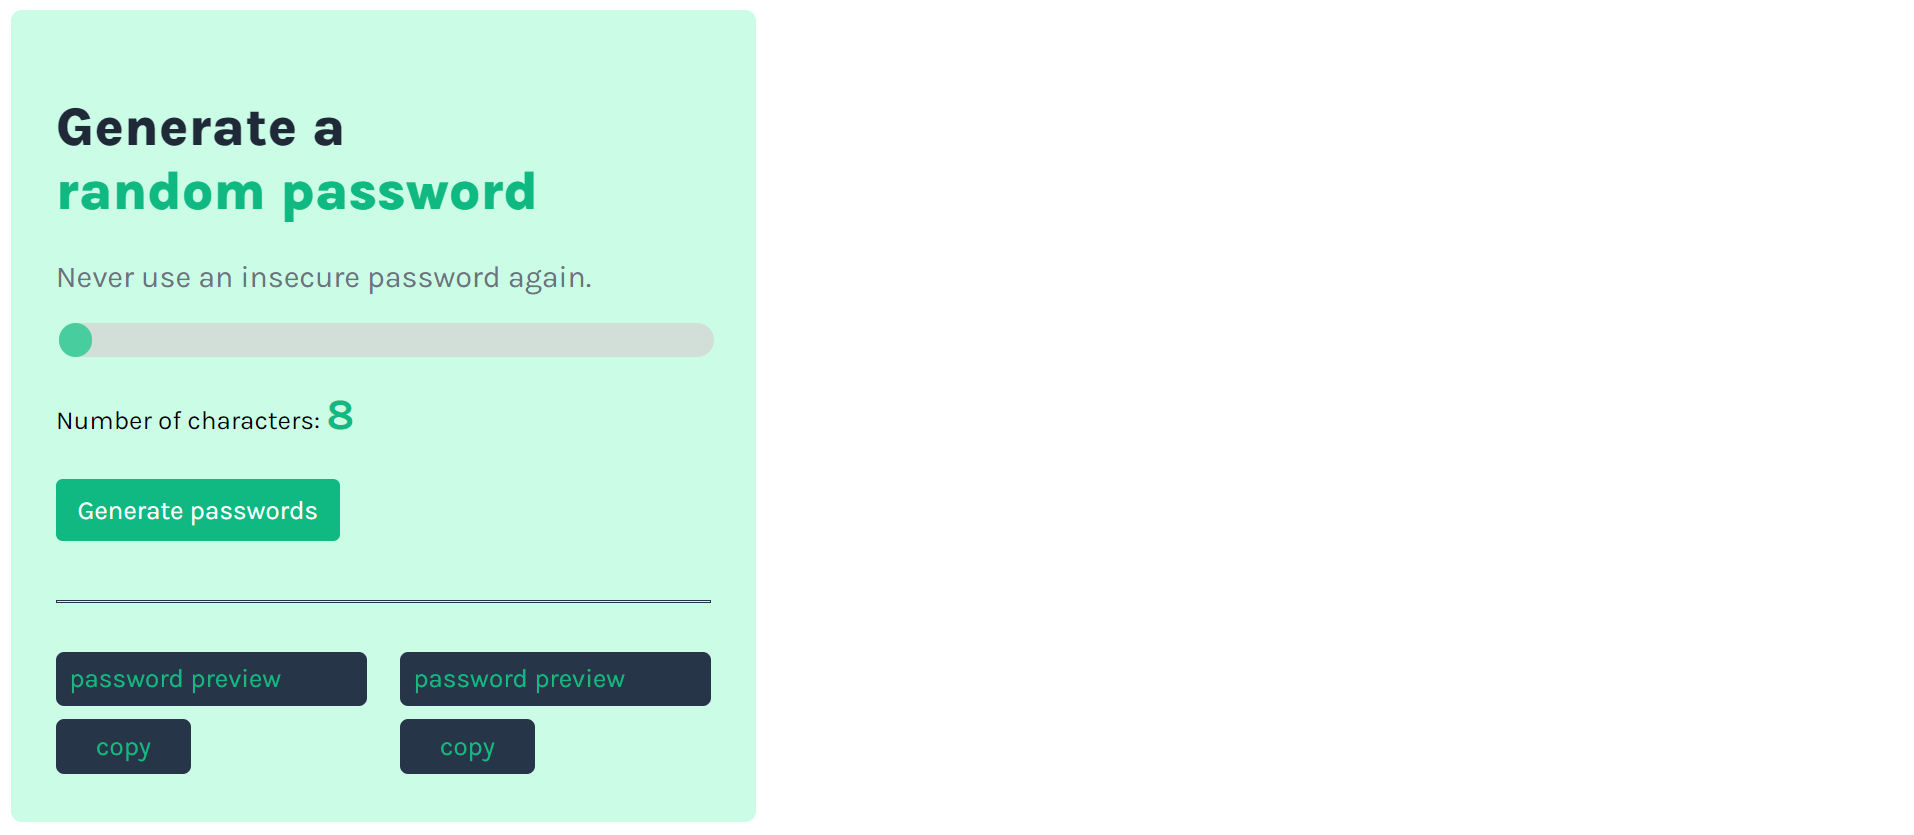 Generate a
random password
Never use an insecure password again.
Number of characters: 8
Generate passwords
password preview password preview
copy copy